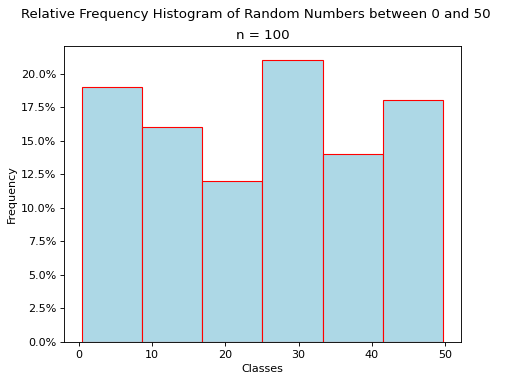 Relative Frequency Histogram of Random Numbers between 0 and 50
n = 100
20.0%
17.5%
15.0%
12.5%
10.0%
7.5%
5.0%
2.5%
0.0%
Frequency
0 10 20 30 40 50
Classes